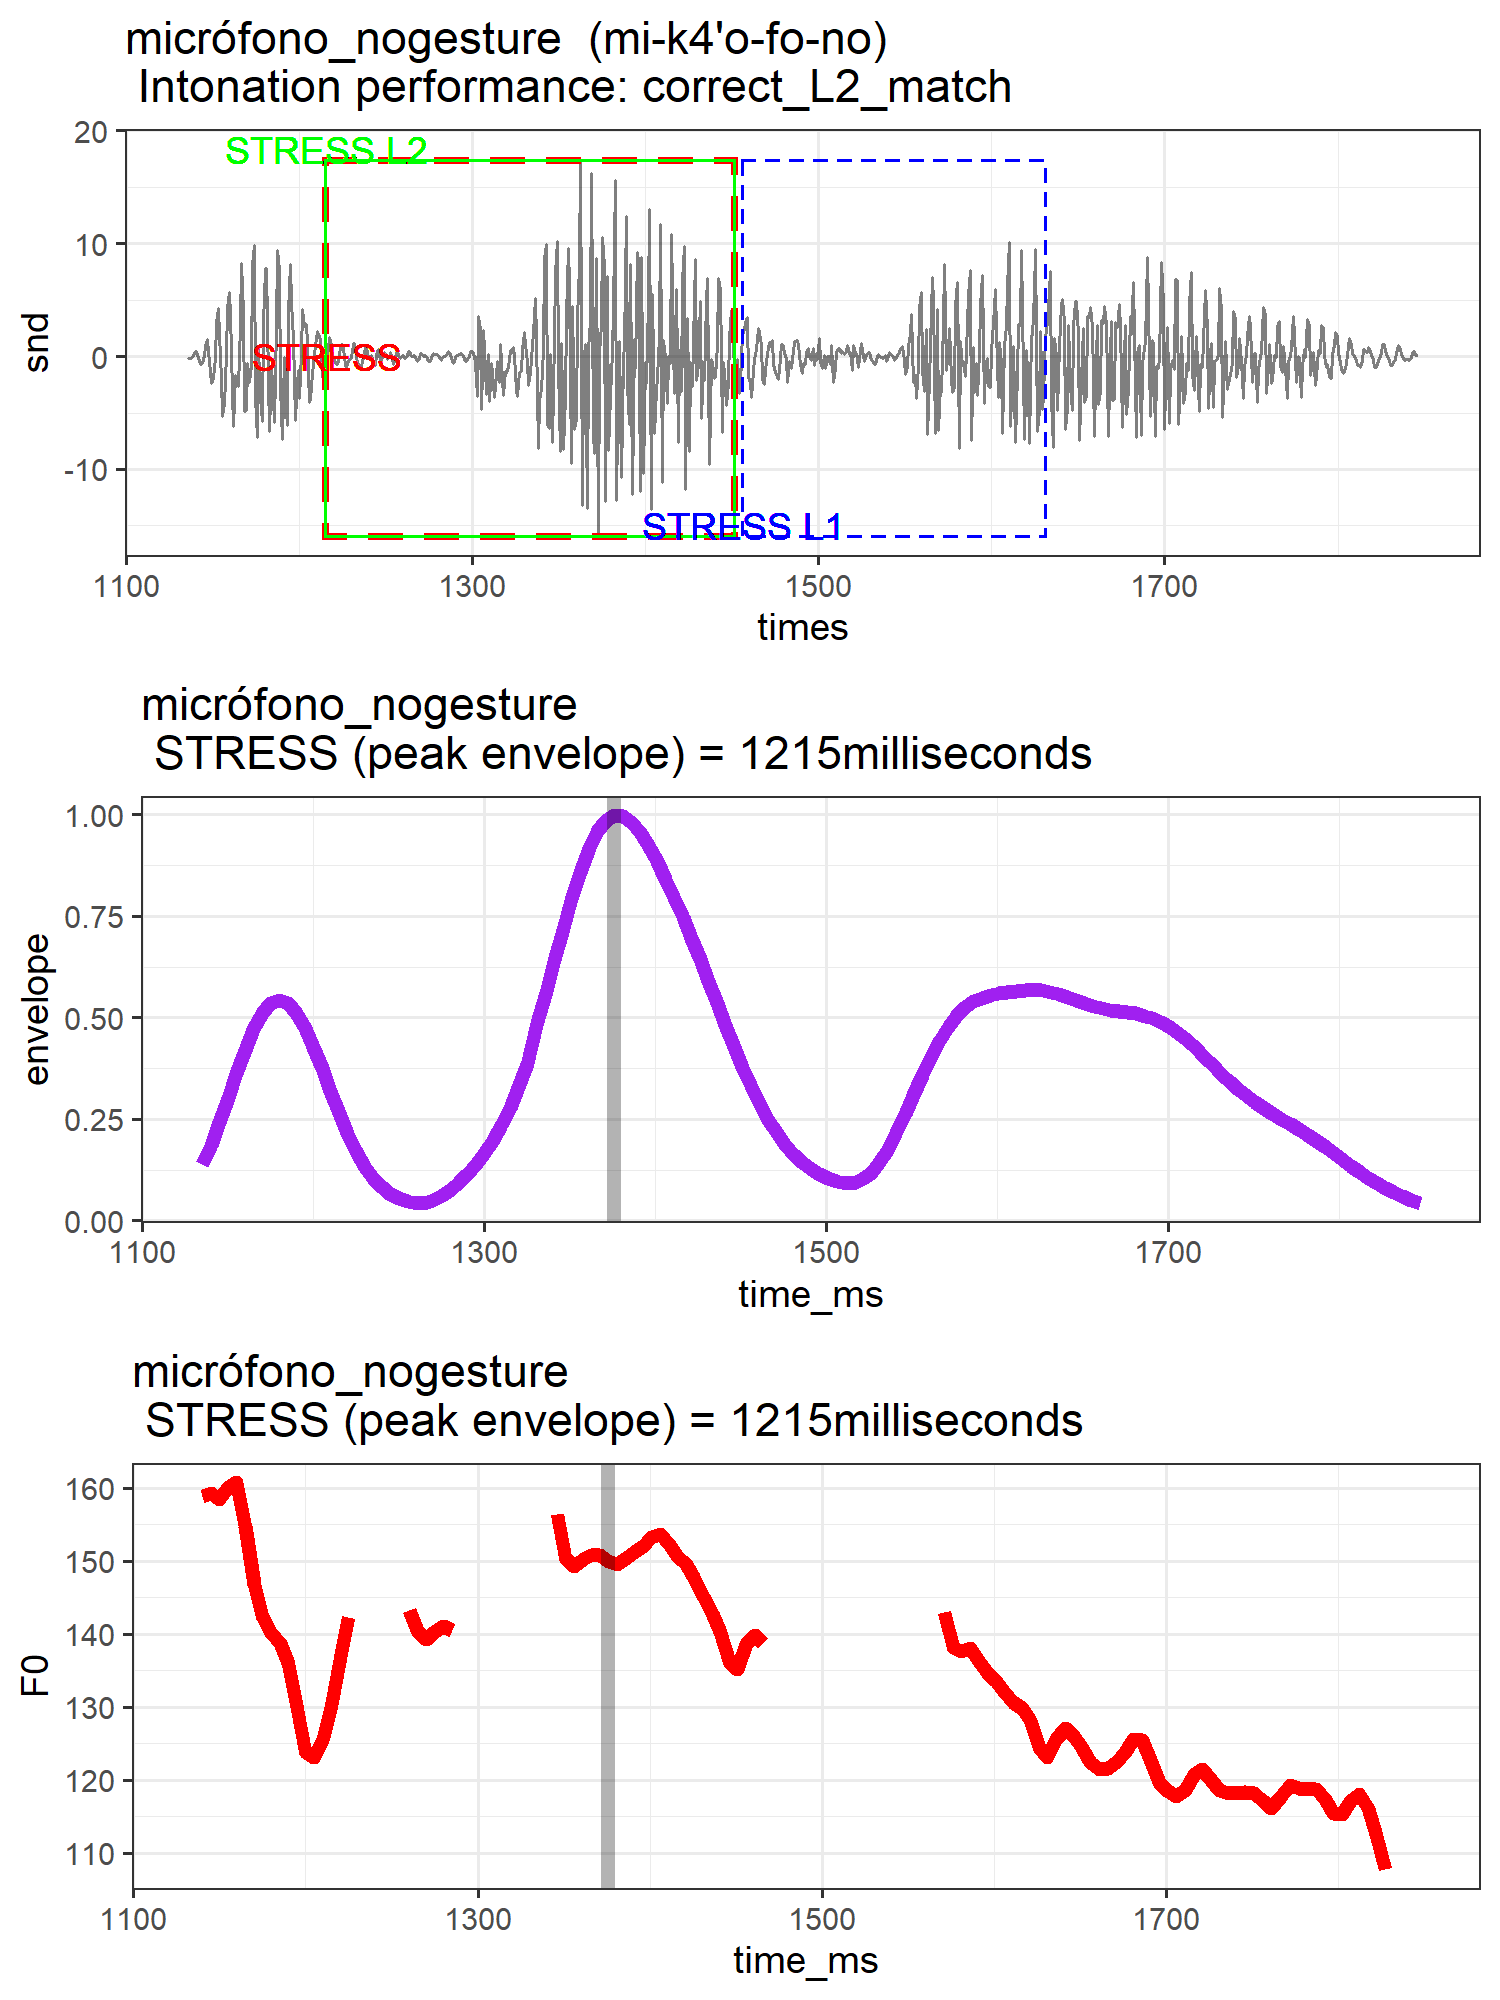 micrófono_nogesture  (mi-k4'o-fo-no)
Intonation performance: correct_L2_match
20
10
0
-10
snd
STRESS L2
STRESS
STRESS L1
1100
1300
1500
1700
times
micrófono_nogesture
STRESS (peak envelope) = 1215milliseconds
1.00
0.75
0.50
0.25
0.00
envelope
1100
1300
1500
1700
time_ms
micrófono_nogesture
STRESS (peak envelope) = 1215milliseconds
160
150
140
130
120
110
F0
1100
1300
1500
1700
time_ms